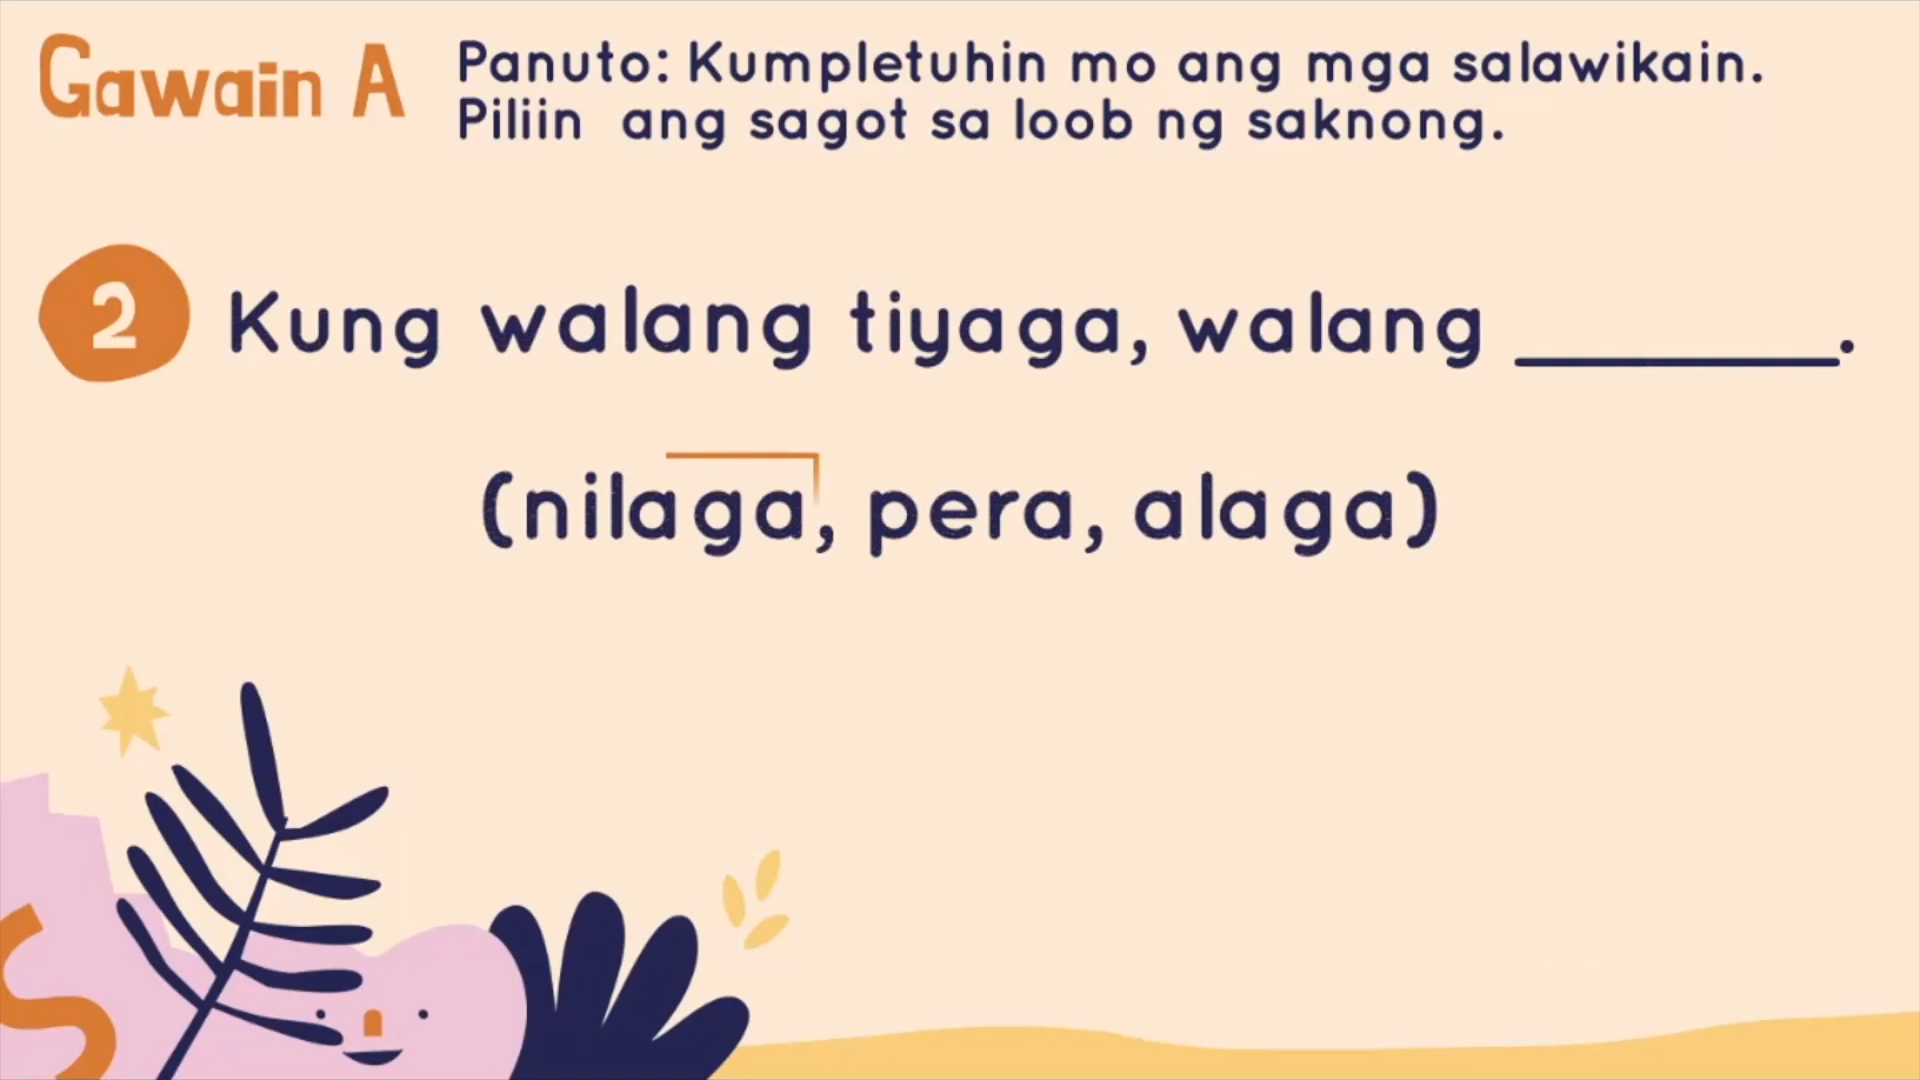 Gawain A
Panuto: Kumpletuhin mo ang mga salawikain.
Piliin ang sagot sa loob ng saknong.
2
Kung walang tiyaga, walang ________.
(nilaga, pera, alaga)